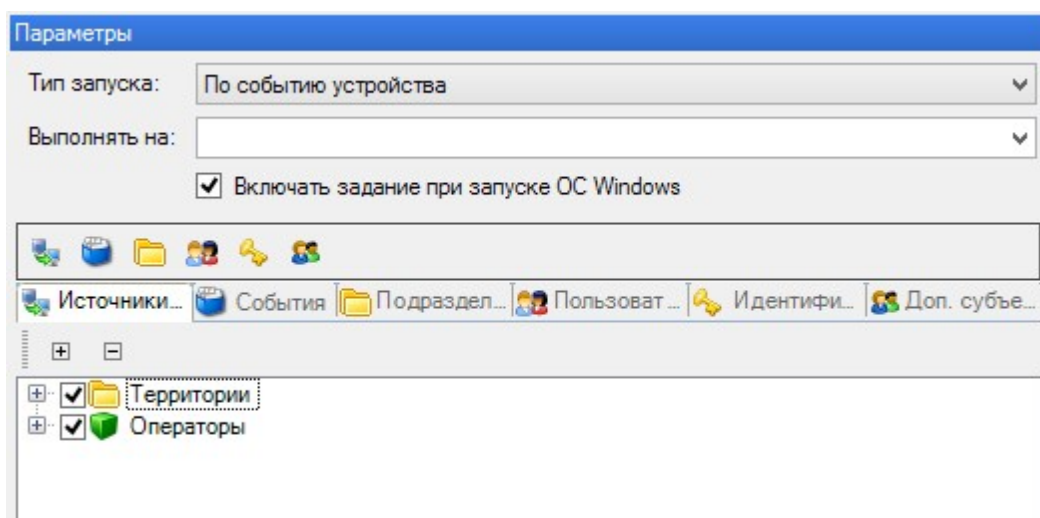 Параметры
Тип запуска: По событию устройства
Выполнять на:
Включать задание при запуске ОС Windows
Источники... События Подраздел... Пользоват... Идентифи... Доп. субъе...
Территории
Операторы